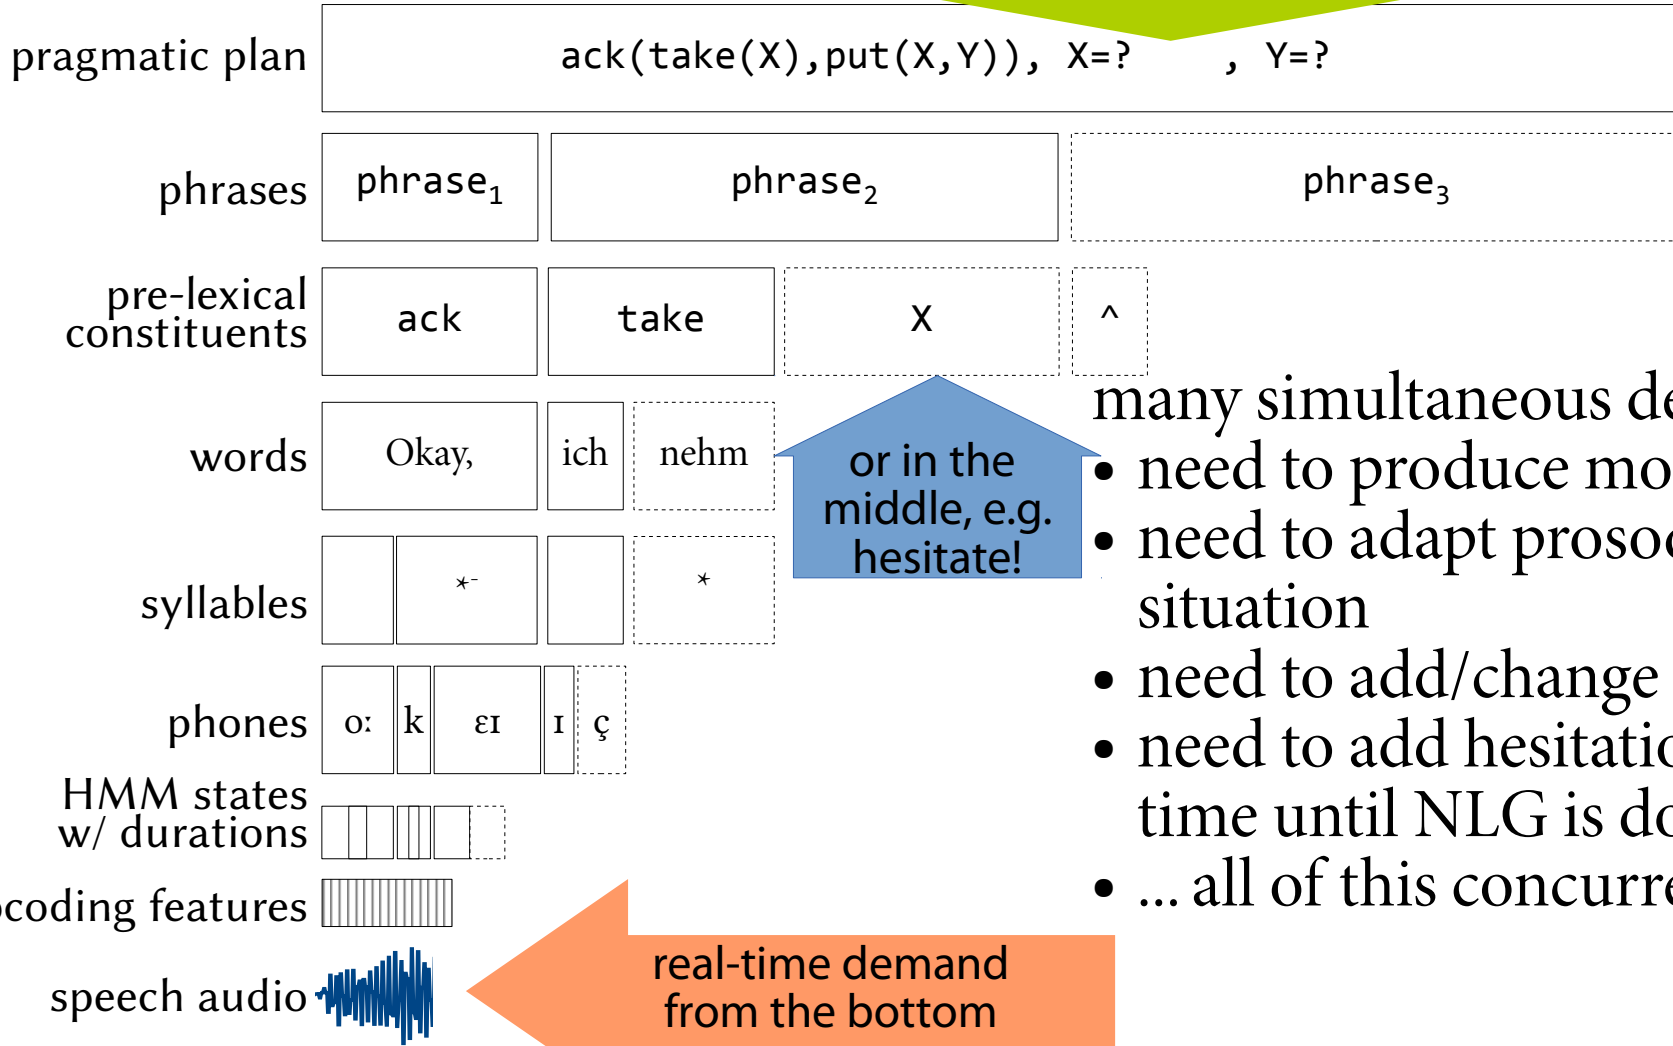 pragmatic plan ack(take(X),put(X,Y)), X=? , Y=?
phrases phrase₁ phrase₂ phrase₃
pre-lexical
constituents ack take X ^
words Okay, ich nehm
syllables *- *
phones oː k ɛɪ ɪ ç
HMM states
w/ durations
coding features
speech audio
or in the
middle, e.g.
hesitate!
real-time demand
from the bottom
many simultaneous de
• need to produce mo
• need to adapt prosod
situation
• need to add/change
• need to add hesitatio
time until NLG is do
• ... all of this concurre